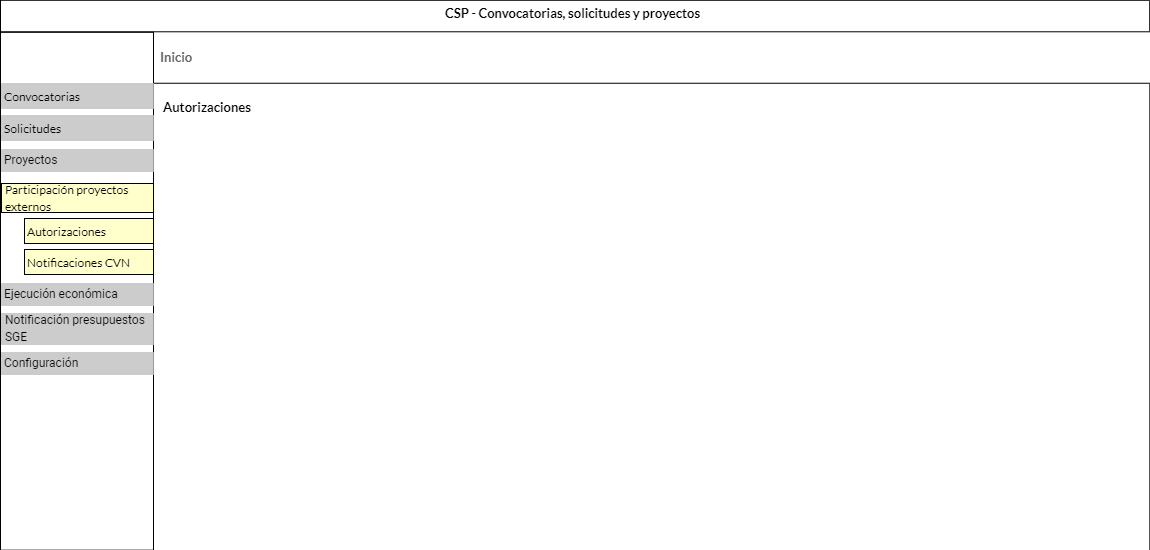 CSP - Convocatorias, solicitudes y proyectos
Inicio
Convocatorias
Solicitudes
Proyectos
Participación proyectos
externos
Autorizaciones
Notificaciones CVN
Ejecución económica
Notificación presupuestos
SGE
Configuración
Autorizaciones